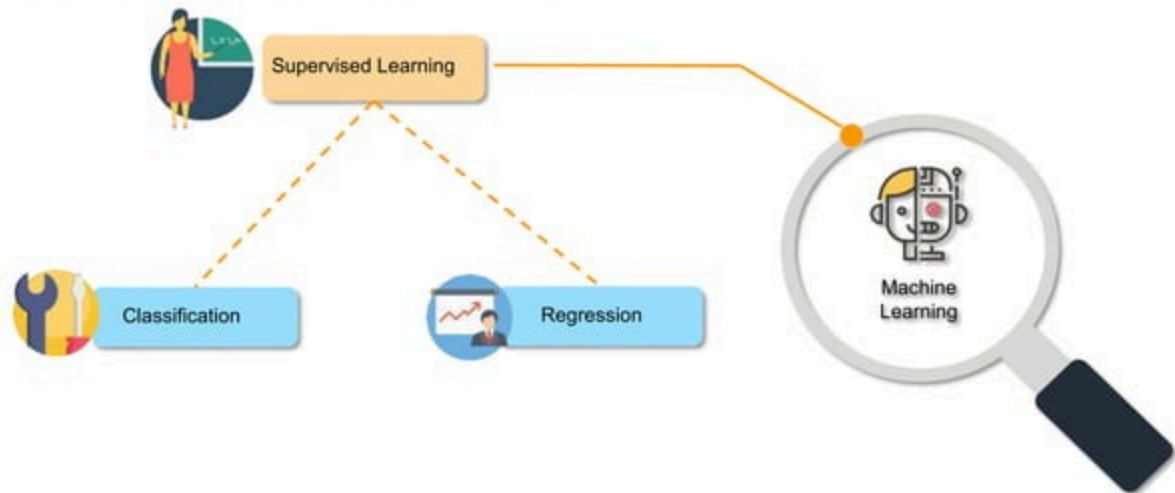 Supervised Learning
Classification
Regression
Machine
Learning